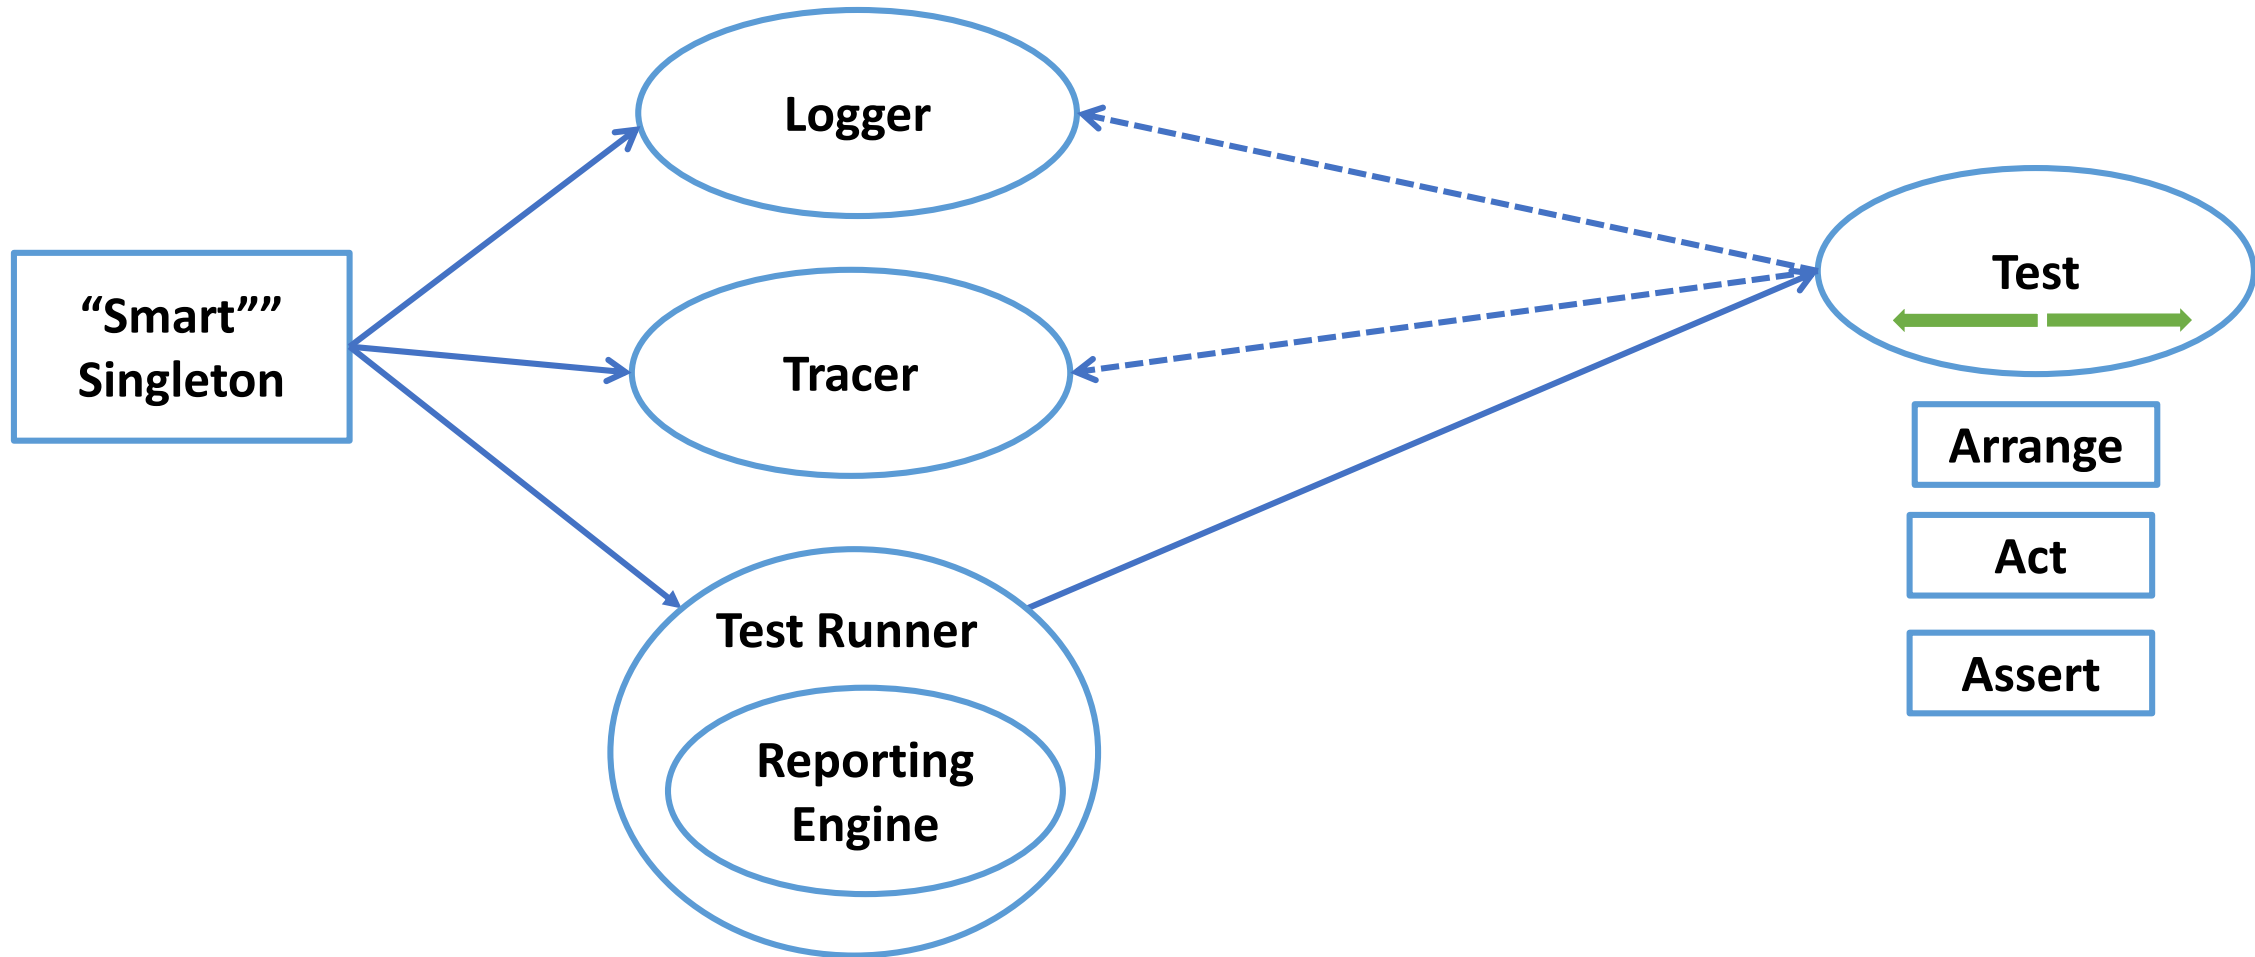 Logger
“Smart””
Singleton
Tracer
Test
Arrange
Act
Assert
Test Runner
Reporting
Engine